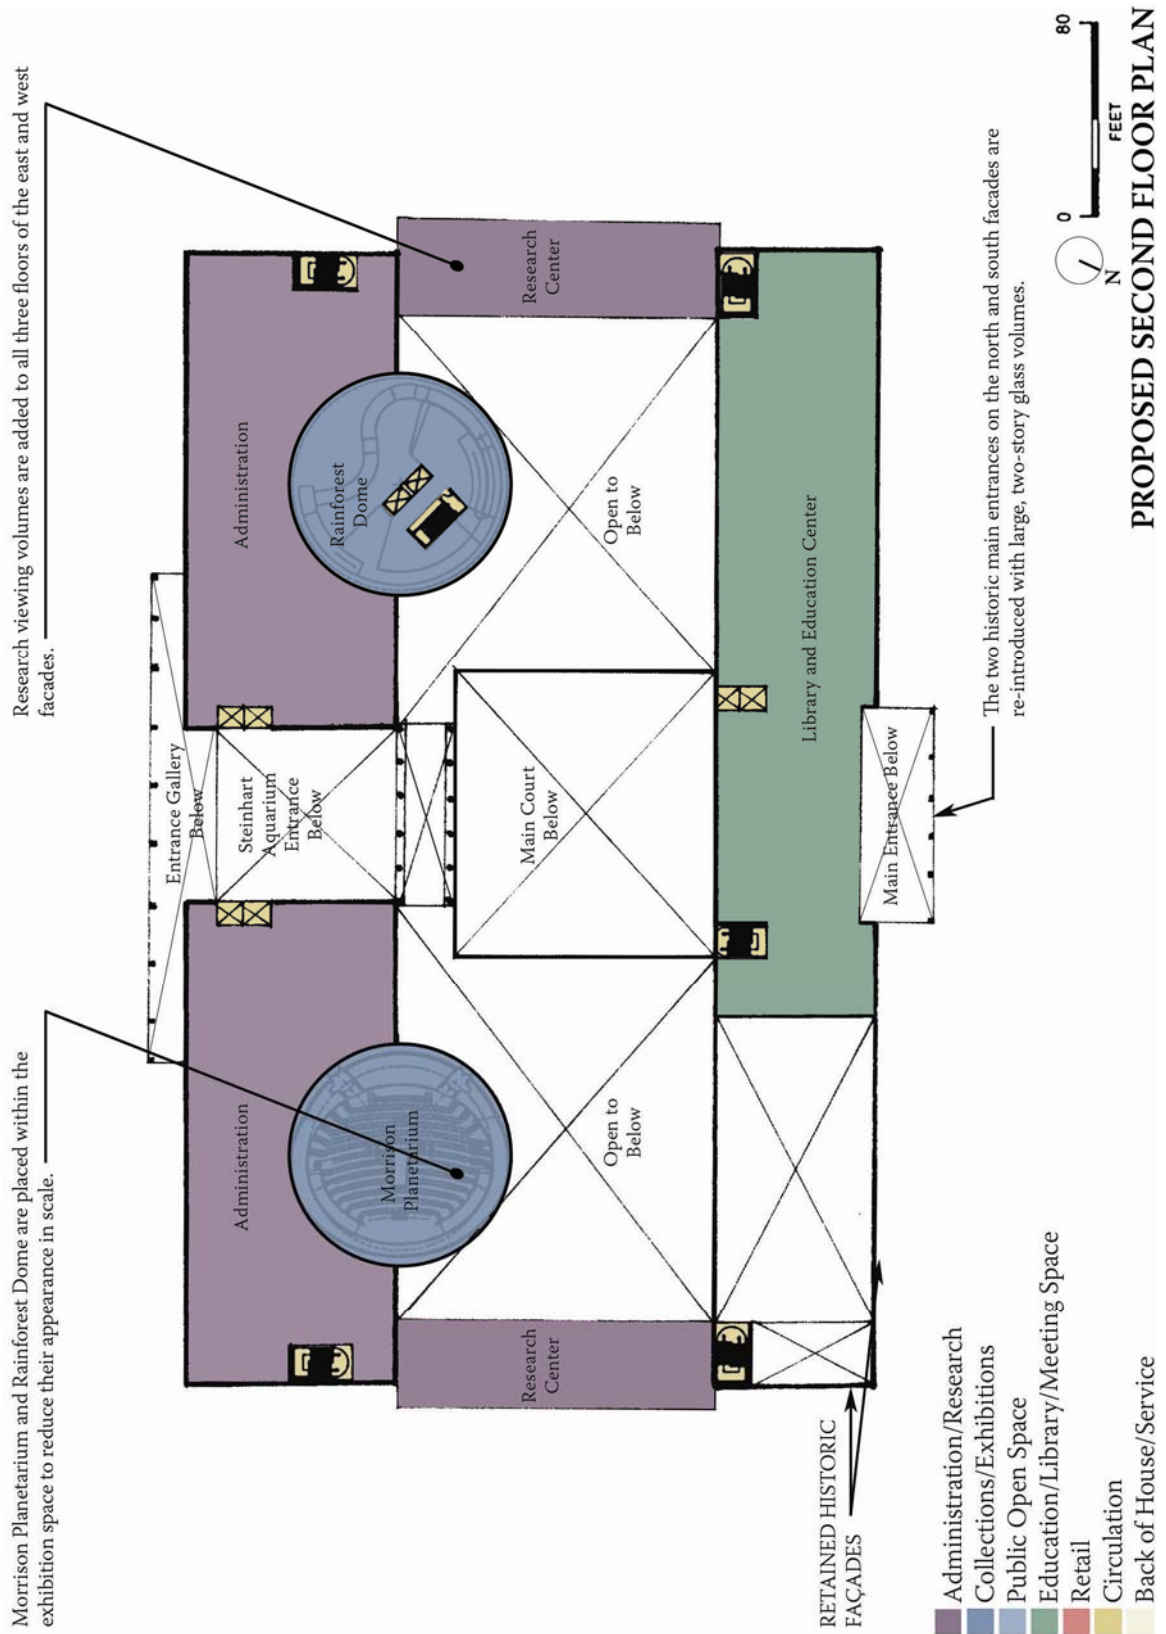 Morrison Planetarium and Rainforest Dome are placed within the
exhibition space to reduce their appearance in scale.
Research viewing volumes are added to all three floors of the east and west
facades.
Entrance Gallery
Below
Administration
Steinhart
Aquarium
Entrance
Below
Administration
Morrison
Planetarium
Rainforest
Dome
Research
Center
Main Court
Below
Research
Center
Open to
Below
Open to
Below
Library and Education Center
Main Entrance Below
RETAINED HISTORIC
FAÇADES
The two historic main entrances on the north and south facades are
re-introduced with large, two-story glass volumes.
Administration/Research
Collections/Exhibitions
Public Open Space
Education/Library/Meeting Space
Retail
Circulation
Back of House/Service
N
0
80
FEET
PROPOSED SECOND FLOOR PLAN